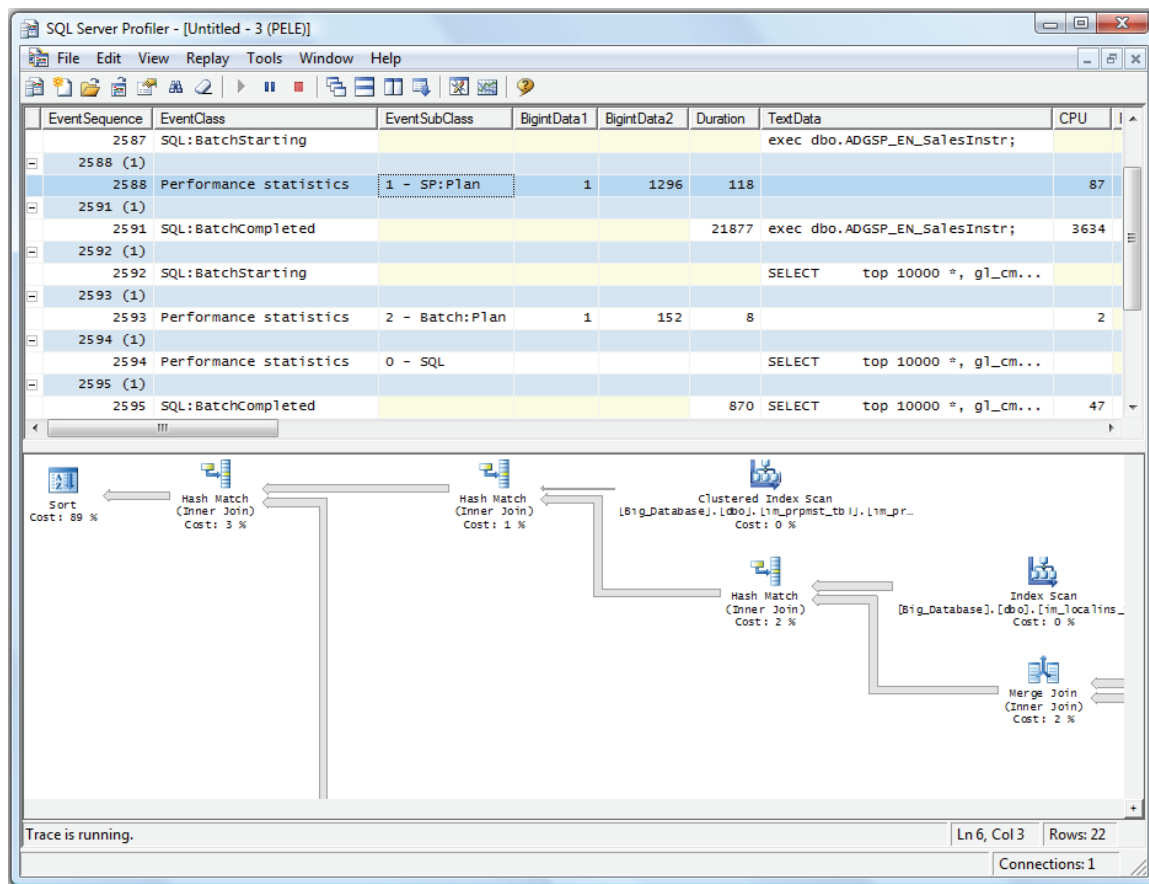 SQL Server Profiler - [Untitled - 3 (PELE)]
File Edit View Replay Tools Window Help
EventSequence EventClass EventSubClass BigintData1 BigintData2 Duration TextData CPU
2587 SQL:BatchStarting exec dbo.ADGSP_EN_SalesInstr;
2588 (1)
2588 Performance statistics 1 - SP:Plan 1 1296 118 87
2591 (1)
2591 SQL:BatchCompleted 21877 exec dbo.ADGSP_EN_SalesInstr; 3634
2592 (1)
2592 SQL:BatchStarting SELECT top 10000 *, gl_cm...
2593 (1)
2593 Performance statistics 2 - Batch:Plan 1 152 8 2
2594 (1)
2594 Performance statistics 0 - SQL SELECT top 10000 *, gl_cm...
2595 (1)
2595 SQL:BatchCompleted 870 SELECT top 10000 *, gl_cm... 47
Sort
Cost: 89 %
Hash Match
(Inner Join)
Cost: 3 %
Hash Match
(Inner Join)
Cost: 1 %
Clustered Index Scan
[Big_Database].[dbo].[im_prpmst_tbl].[im_pr…
Cost: 0 %
Hash Match
(Inner Join)
Cost: 2 %
Index Scan
[Big_Database].[dbo].[im_localins_
Cost: 0 %
Merge Join
(Inner Join)
Cost: 2 %
Trace is running.
Ln 6, Col 3 Rows: 22
Connections: 1